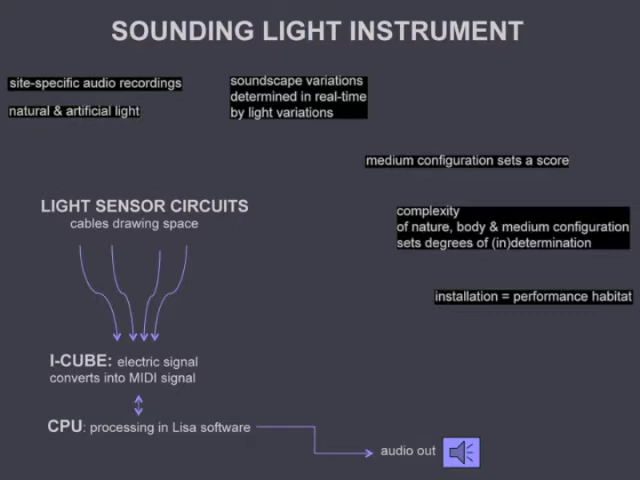 SOUNDING LIGHT INSTRUMENT
site-specific audio recordings
natural & artificial light
soundscape variations
determined in real-time
by light variations
medium configuration sets a score
LIGHT SENSOR CIRCUITS
cables drawing space
complexity
of nature, body & medium configuration
sets degrees of (in)determination
installation = performance habitat
I-CUBE: electric signal
converts into MIDI signal
CPU: processing in Lisa software
audio out